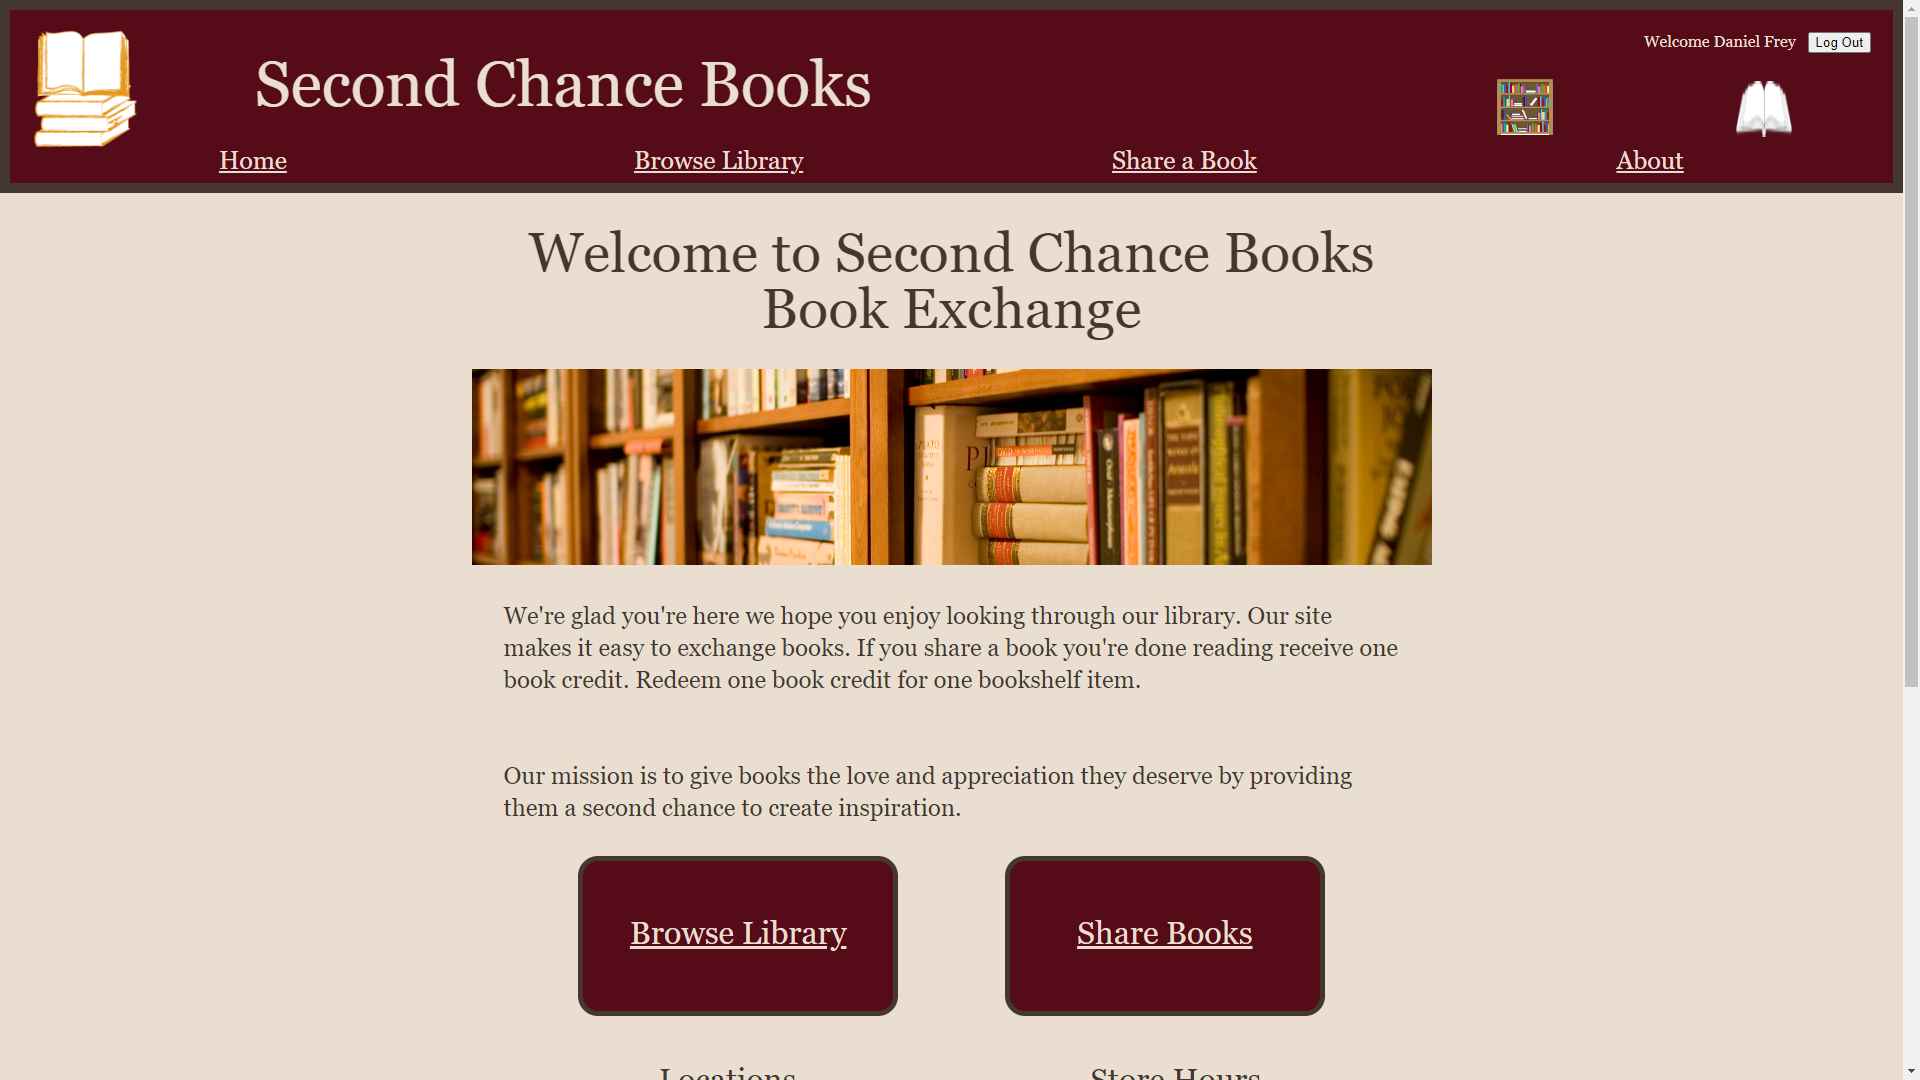 Welcome Daniel Frey
Log Out
Second Chance Books
Home
Browse Library
Share a Book
About
Welcome to Second Chance Books
Book Exchange
PLATO
We're glad you're here we hope you enjoy looking through our library. Our site
makes it easy to exchange books. If you share a book you're done reading receive one
book credit. Redeem one book credit for one bookshelf item.
Our mission is to give books the love and appreciation they deserve by providing
them a second chance to create inspiration.
Browse Library
Share Books
Locations
Store Hours